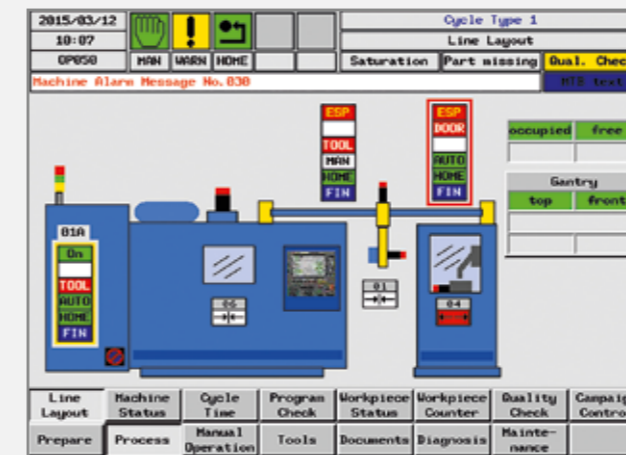 2015/03/12
Cycle Type 1
10:07
Line Layout
OP050 MAN WARN HOME Saturation Part missing Qual. Chec
Machine Alarm Message No.030 MTB text
ESP ESP
DOOR
TOOL
MAN AUTO
HOME HOME
FIN FIN
occupied free
Gantry
top front
01A
On
TOOL
AUTO
HOME
FIN
01
06
04
Line Layout
Machine Status
Cycle Time
Program Check
Workpiece Status
Workpiece Counter
Quality Check
Campaig
Contro
Prepare
Process
Manual Operation
Tools
Documents
Diagnosis
Mainte-
nance